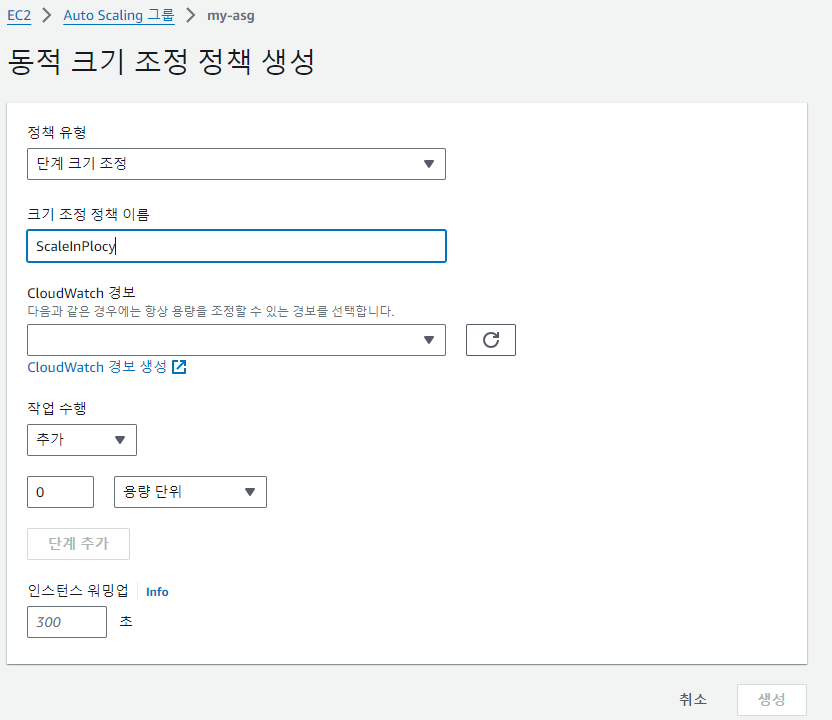 EC2 > Auto Scaling 그룹 > my-asg
동적 크기 조정 정책 생성
정책 유형
단계 크기 조정
크기 조정 정책 이름
ScaleInPlocy
CloudWatch 경보
다음과 같은 경우에는 항상 용량을 조정할 수 있는 경보를 선택합니다.
CloudWatch 경보 생성
작업 수행
추가
0 용량 단위
단계 추가
인스턴스 워밍업 Info
300 초
취소 생성